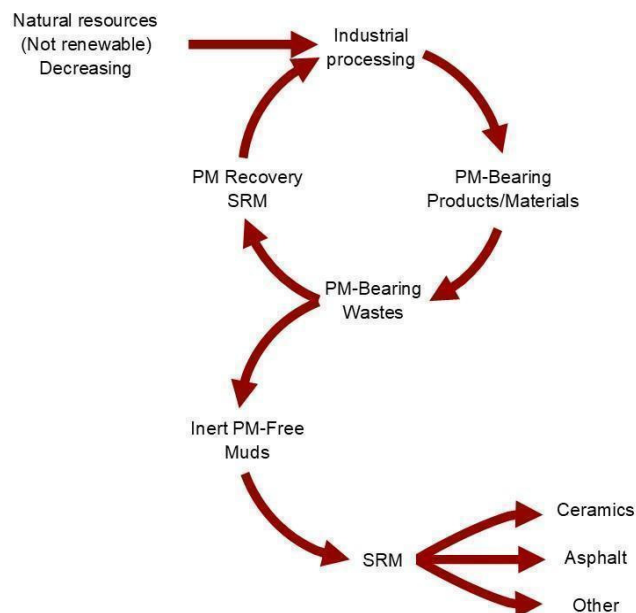 Natural resources
(Not renewable)
Decreasing
Industrial
processing
PM Recovery
SRM
PM-Bearing
Products/Materials
PM-Bearing
Wastes
Inert PM-Free
Muds
SRM
Ceramics
Asphalt
Other